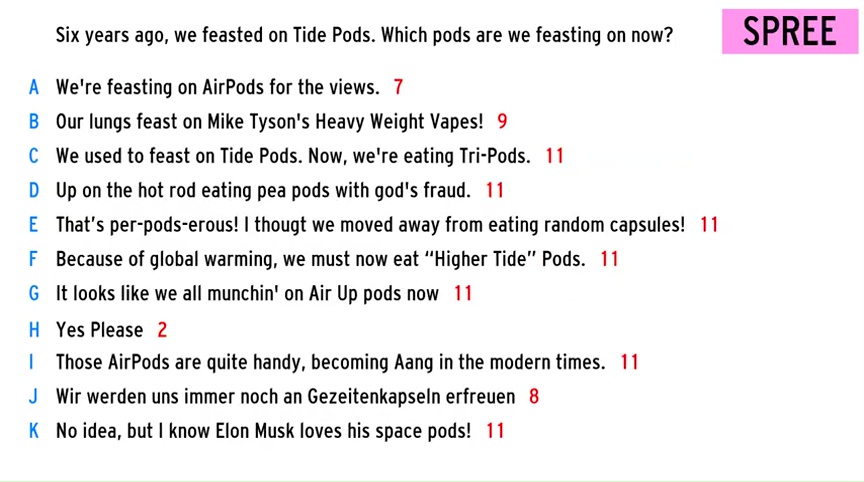 Six years ago, we feasted on Tide Pods. Which pods are we feasting on now?
SPREE
A We're feasting on AirPods for the views. 7
B Our lungs feast on Mike Tyson's Heavy Weight Vapes! 9
C We used to feast on Tide Pods. Now, we're eating Tri-Pods. 11
D Up on the hot rod eating pea pods with god's fraud. 11
E That’s per-pods-erous! I thougt we moved away from eating random capsules! 11
F Because of global warming, we must now eat “Higher Tide” Pods. 11
G It looks like we all munchin' on Air Up pods now 11
H Yes Please 2
I Those AirPods are quite handy, becoming Aang in the modern times. 11
J Wir werden uns immer noch an Gezeitenkapseln erfreuen 8
K No idea, but I know Elon Musk loves his space pods! 11